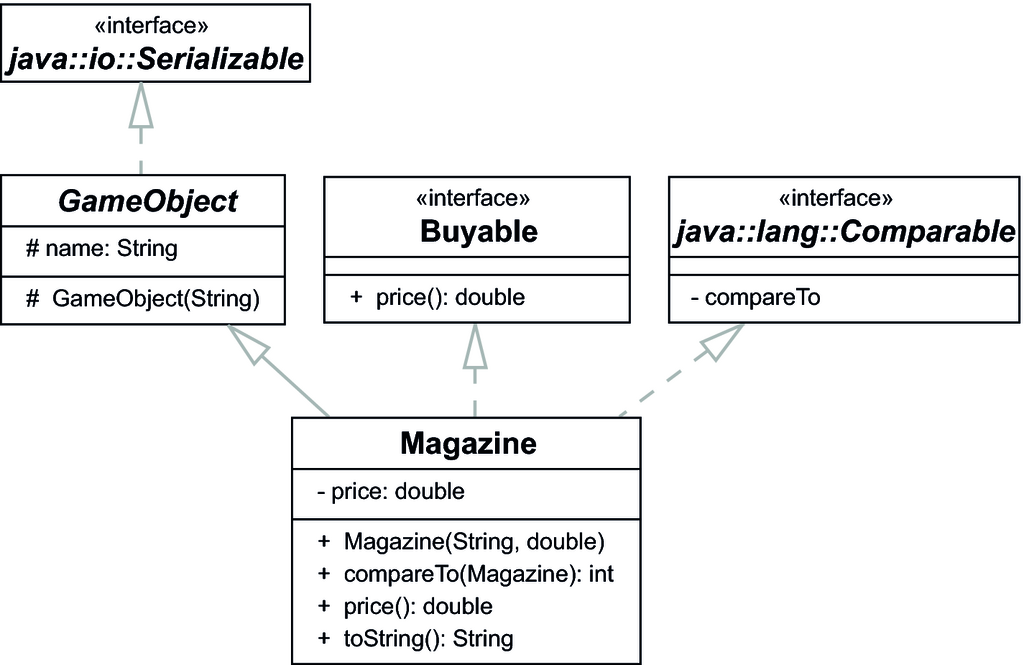 «interface»
java::io::Serializable
GameObject
# name: String
# GameObject(String)
«interface»
Buyable
+ price(): double
«interface»
java::lang::Comparable
- compareTo
Magazine
- price: double
+ Magazine(String, double)
+ compareTo(Magazine): int
+ price(): double
+ toString(): String